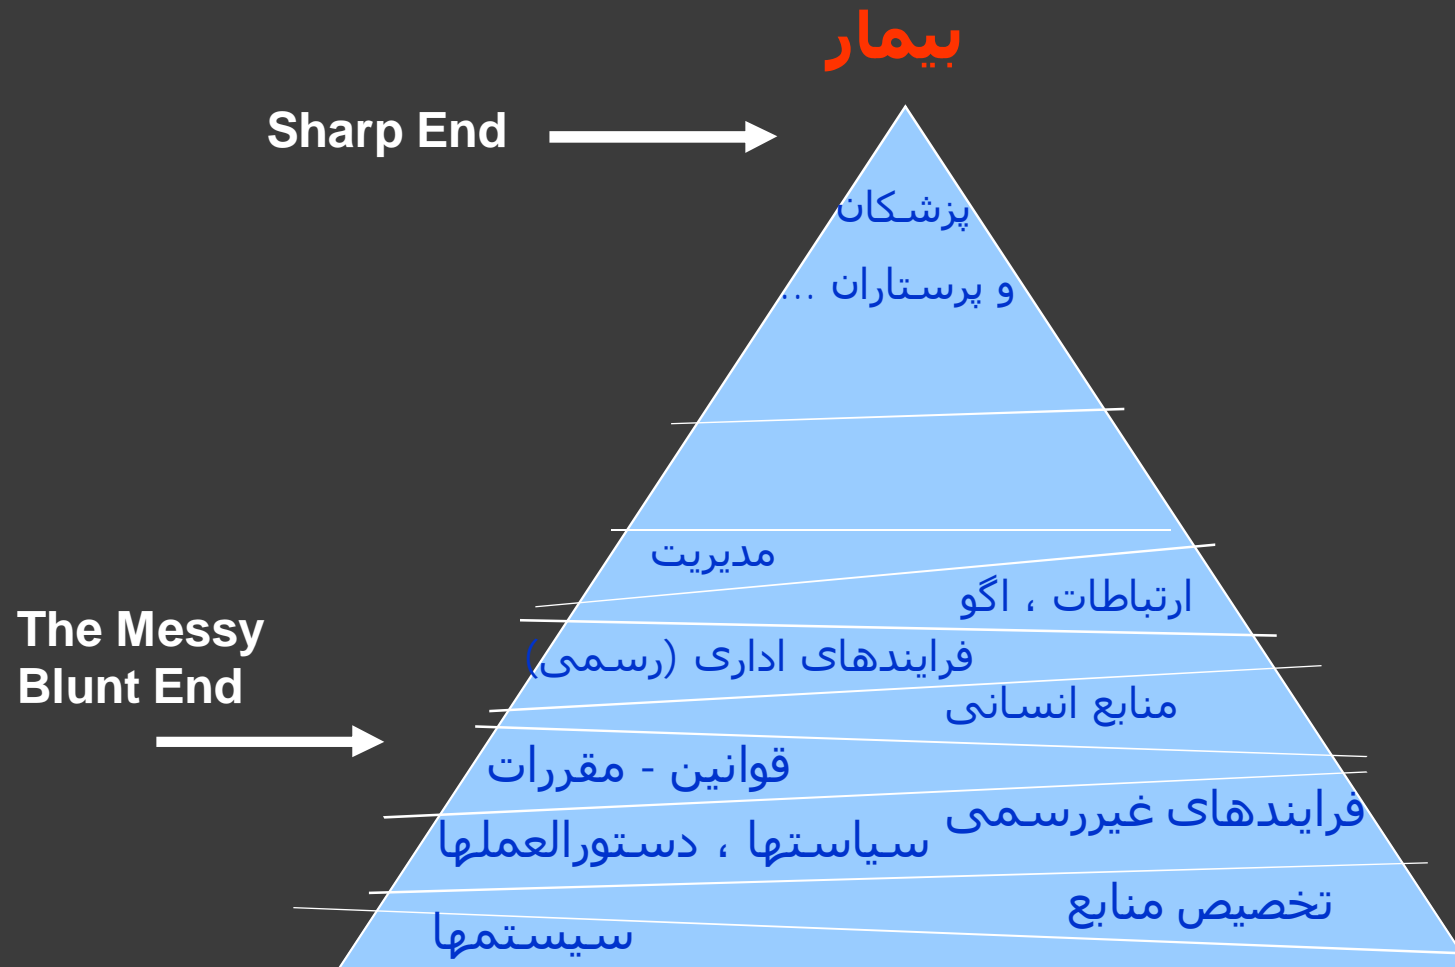 بیمار
Sharp End
پزشکان
و پرستاران ...
مدیریت
ارتباطات ، اگو
فرایندهای اداری (رسمی)
The Messy
Blunt End
منابع انسانی
قوانین - مقررات
فرایندهای غیررسمی
سیاستها ، دستورالعملها
تخصیص منابع
سیستمها